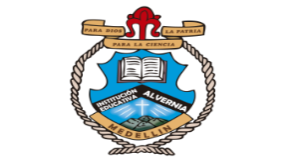 PARA DIOS
LA PATRIA
PARA LA CIENCIA
INSTITUCIÓN
EDUCATIVA
ALVERNIA
MEDELLÍN